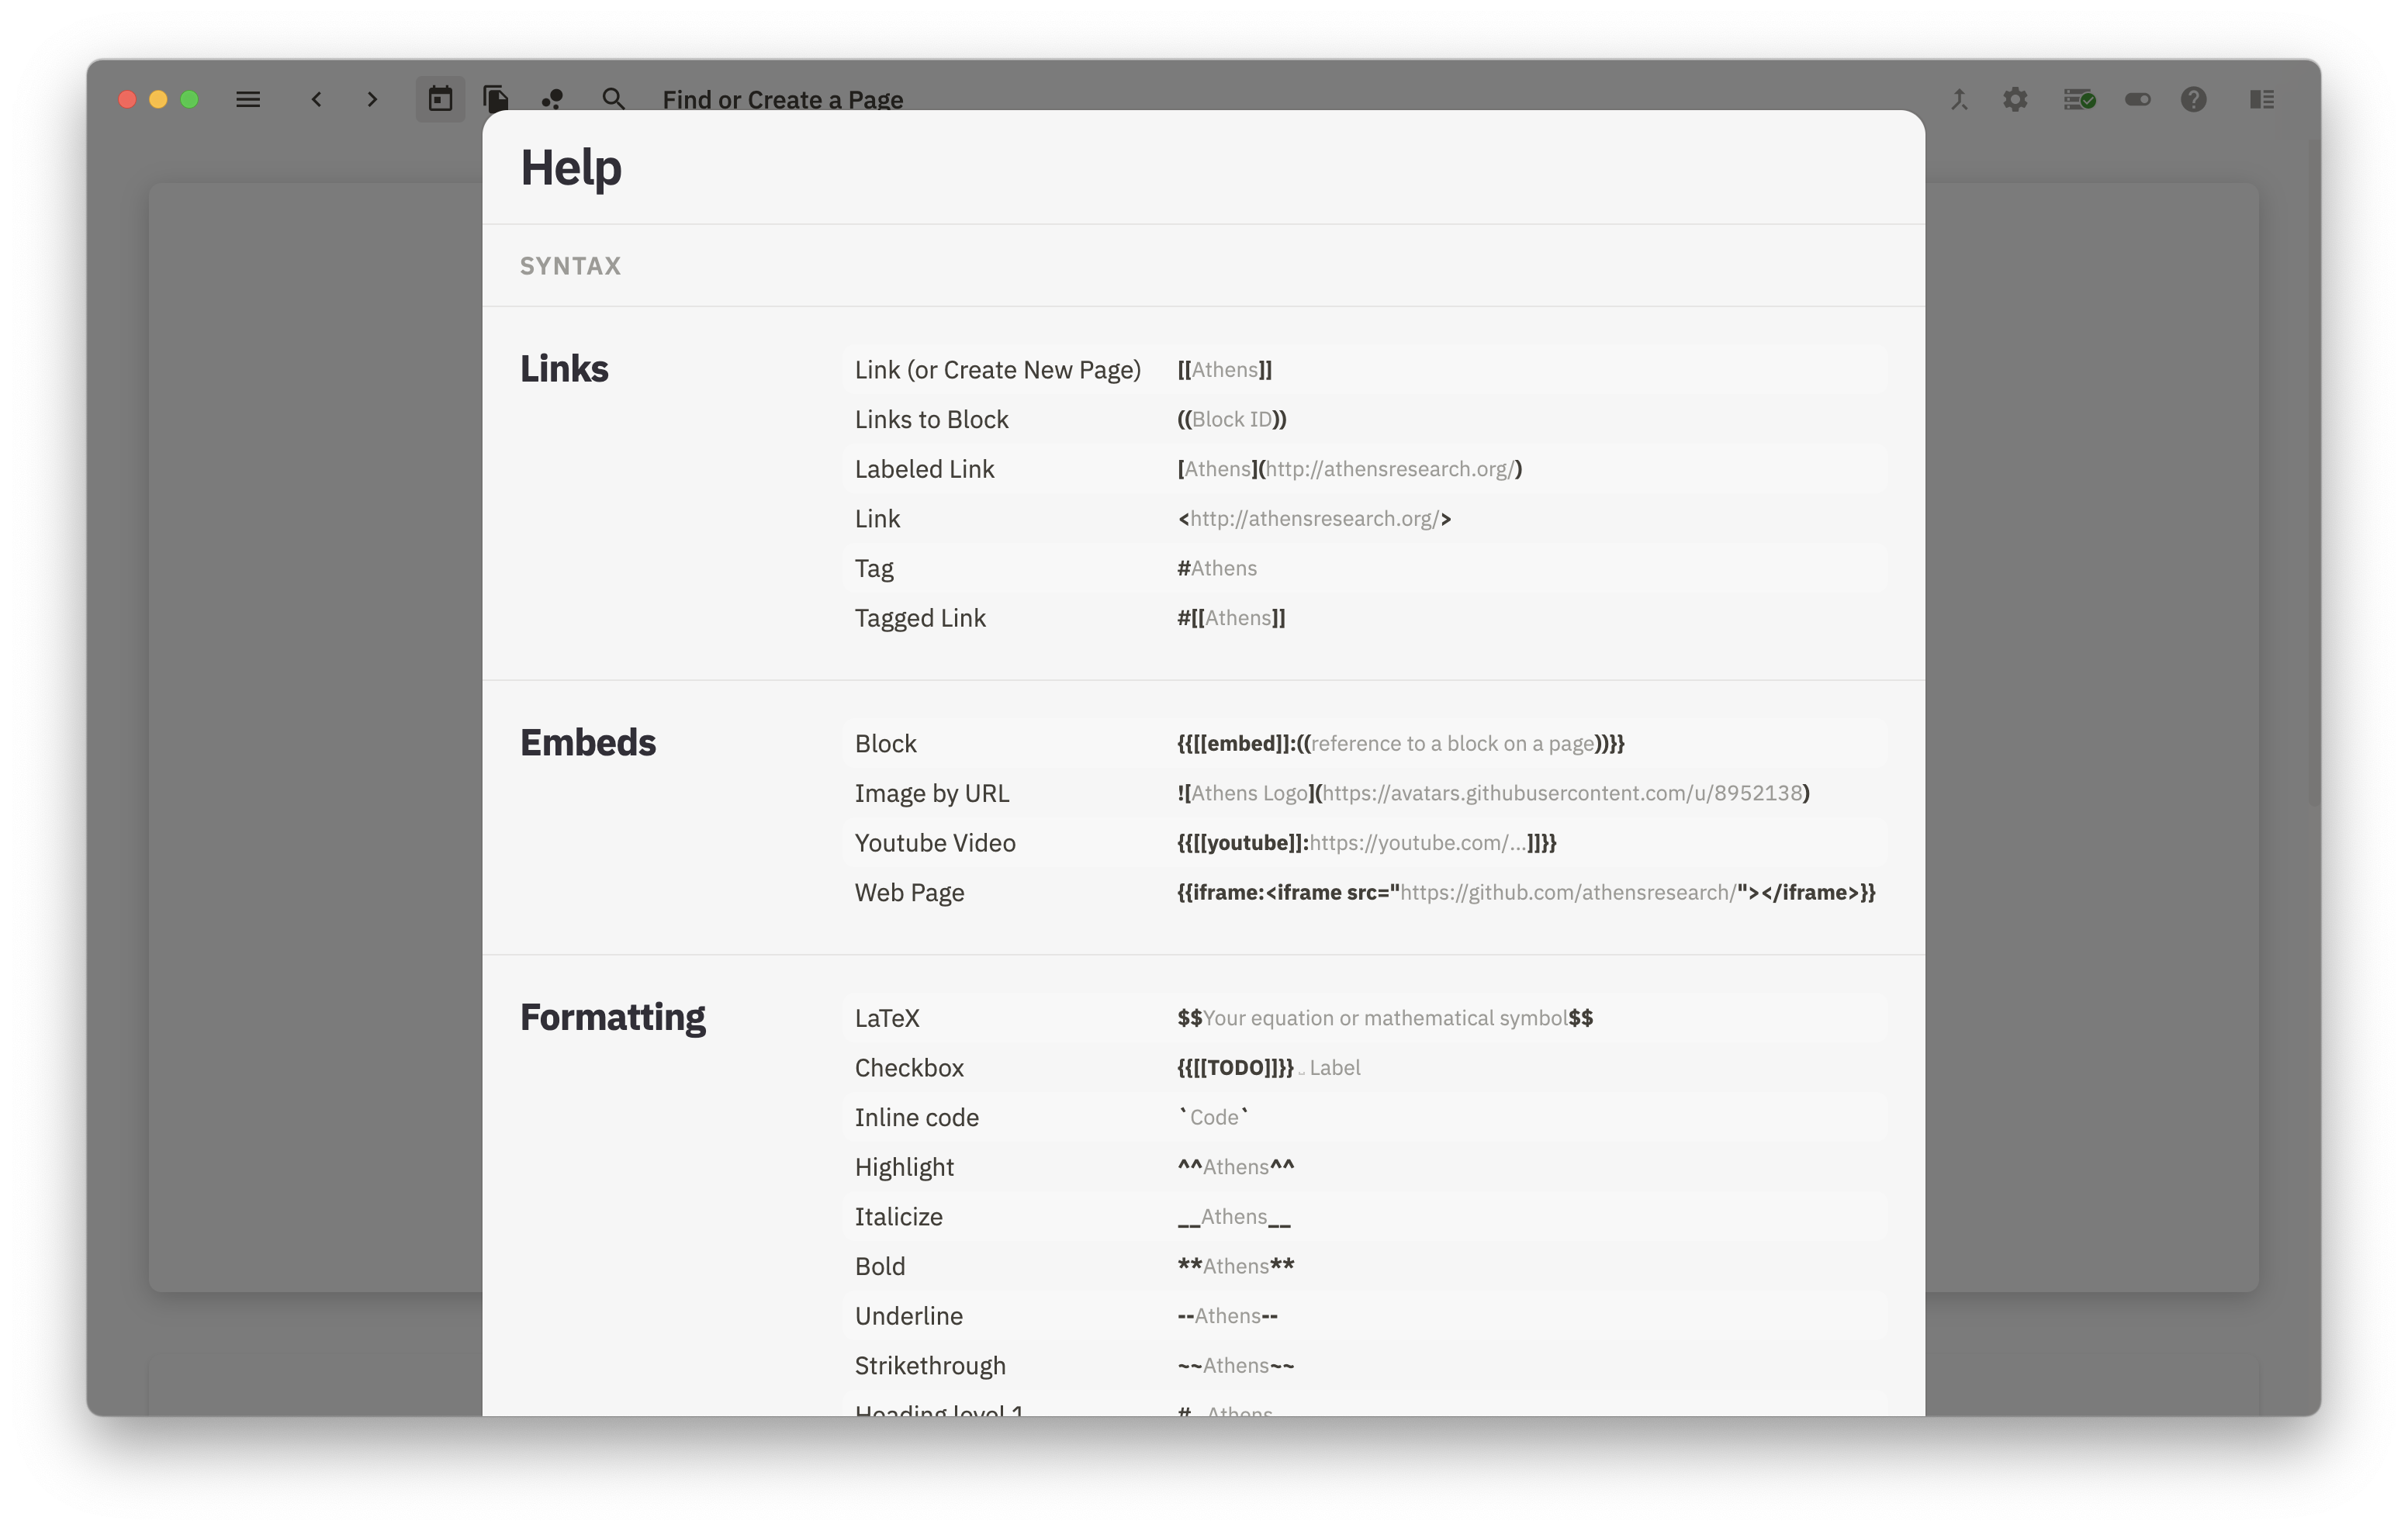 Find or Create a Page
Help
SYNTAX
Links
Link (or Create New Page) [[Athens]]
Links to Block ((Block ID))
Labeled Link [Athens](http://athensresearch.org/)
Link <http://athensresearch.org/>
Tag #Athens
Tagged Link #[[Athens]]
Embeds
Block {{[[embed]]:((reference to a block on a page))}}
Image by URL ![Athens Logo](https://avatars.githubusercontent.com/u/8952138)
Youtube Video {{[[youtube]]:https://youtube.com/...]]}}
Web Page {{iframe:<iframe src="https://github.com/athensresearch/"></iframe>}}
Formatting
LaTeX $$Your equation or mathematical symbol$$
Checkbox {{[[TODO]]}} ⎵ Label
Inline code `Code`
Highlight ^^Athens^^
Italicize __Athens__
Bold **Athens**
Underline --Athens--
Strikethrough ~~Athens~~
Heading level 1 # Athens